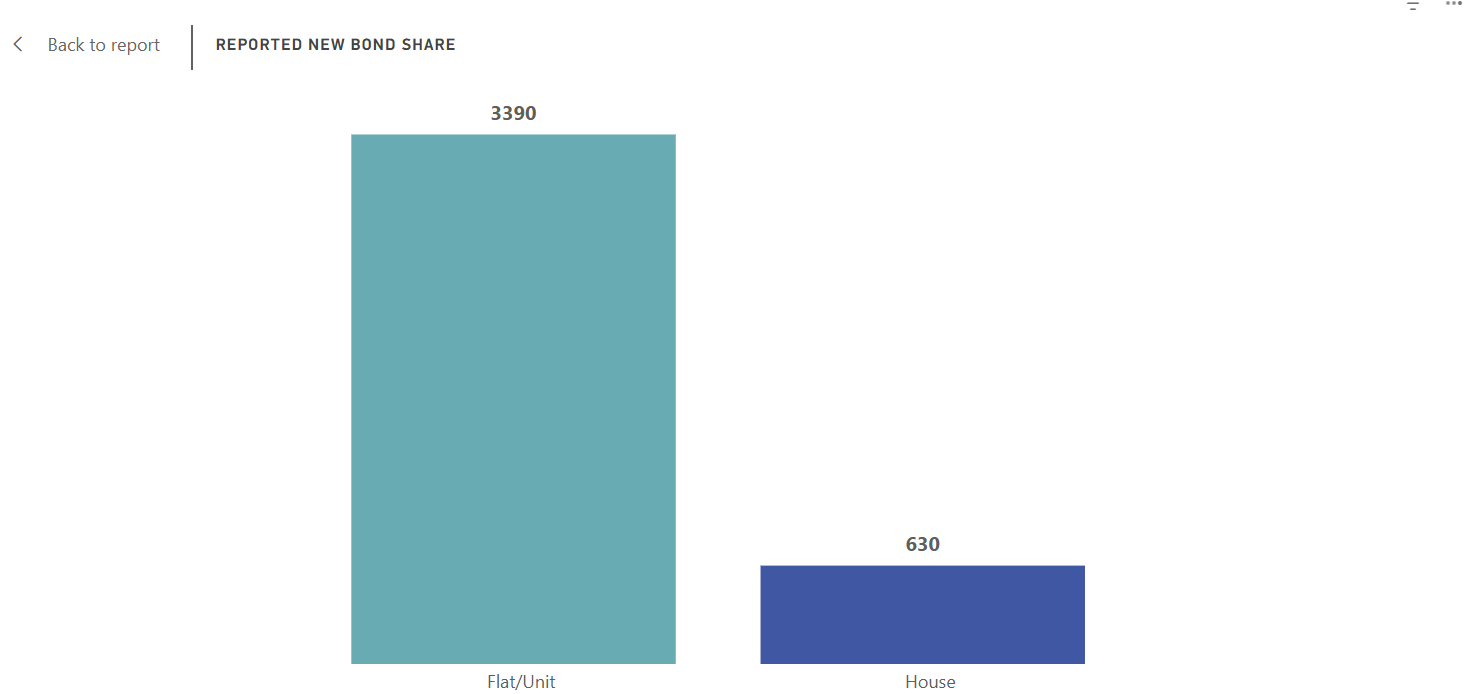 Back to report
REPORTED NEW BOND SHARE
3390
630
Flat/Unit
House